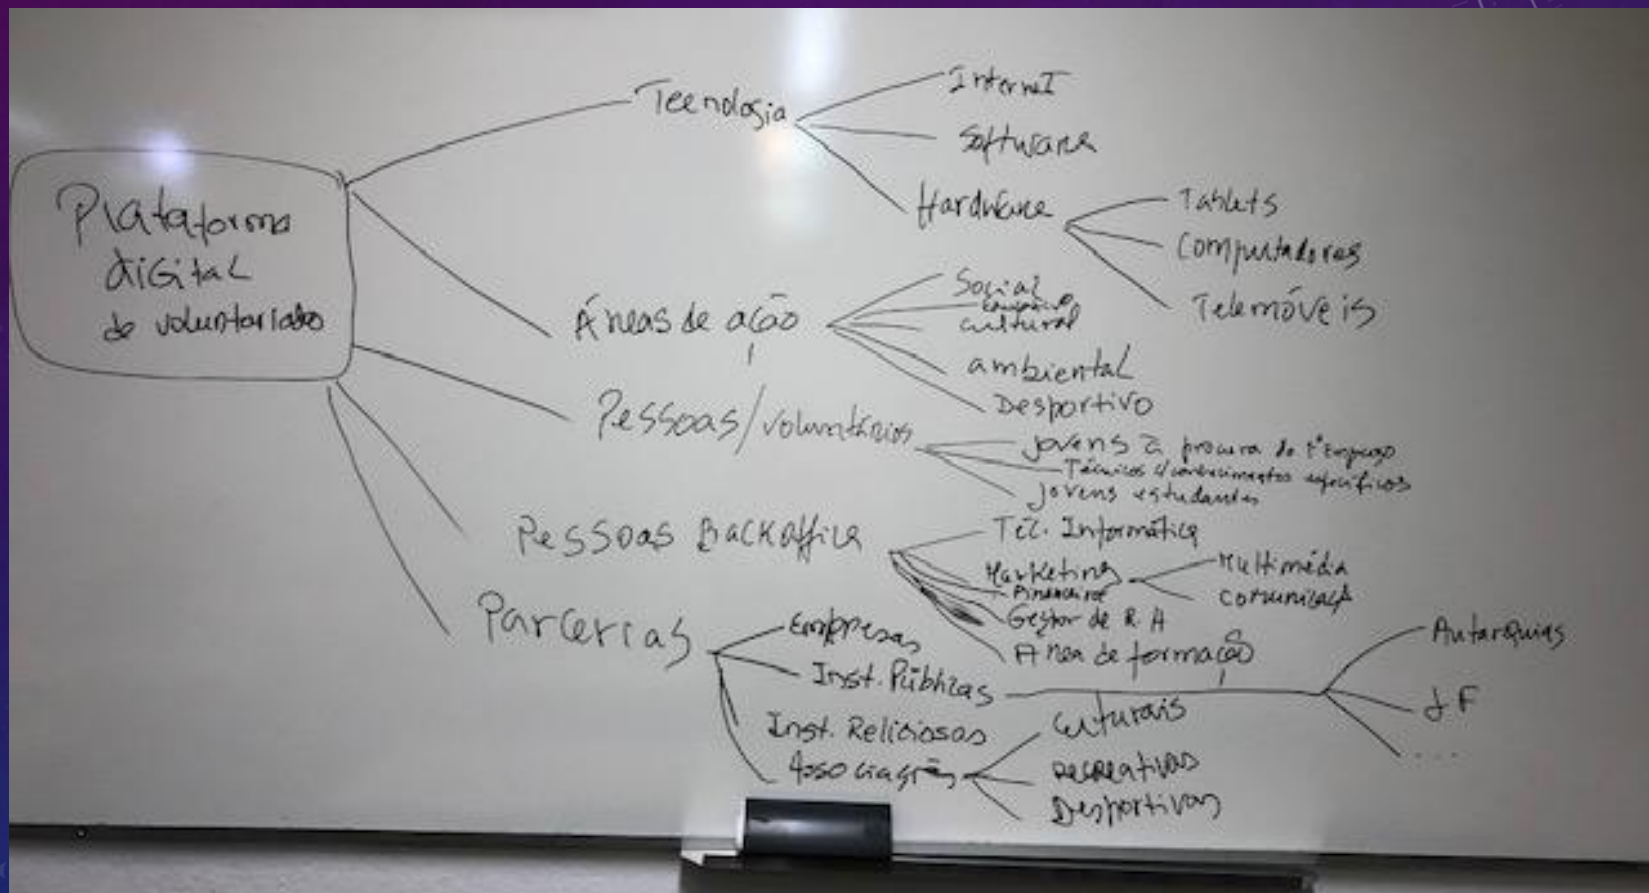 Plataforma
digital
de voluntariado
Tecnologia
Internet
Software
Hardware
Tablets
Computadores
Telemóveis
Áreas de ação
Social
cultural
ambiental
Desportivo
Pessoas/voluntários
jovens à procura do 1º Emprego
Técnicos c/conhecimentos específicos
jovens estudantes
Pessoas Backoffice
Téc. Informática
Marketing
Multimédia
comunicação
Financeiro
Gestor de R.H
Área de formação
Parcerias
Empresas
Inst. Públicas
Autarquias
JF
...
Inst. Religiosas
Associações
culturais
recreativas
Desportivas